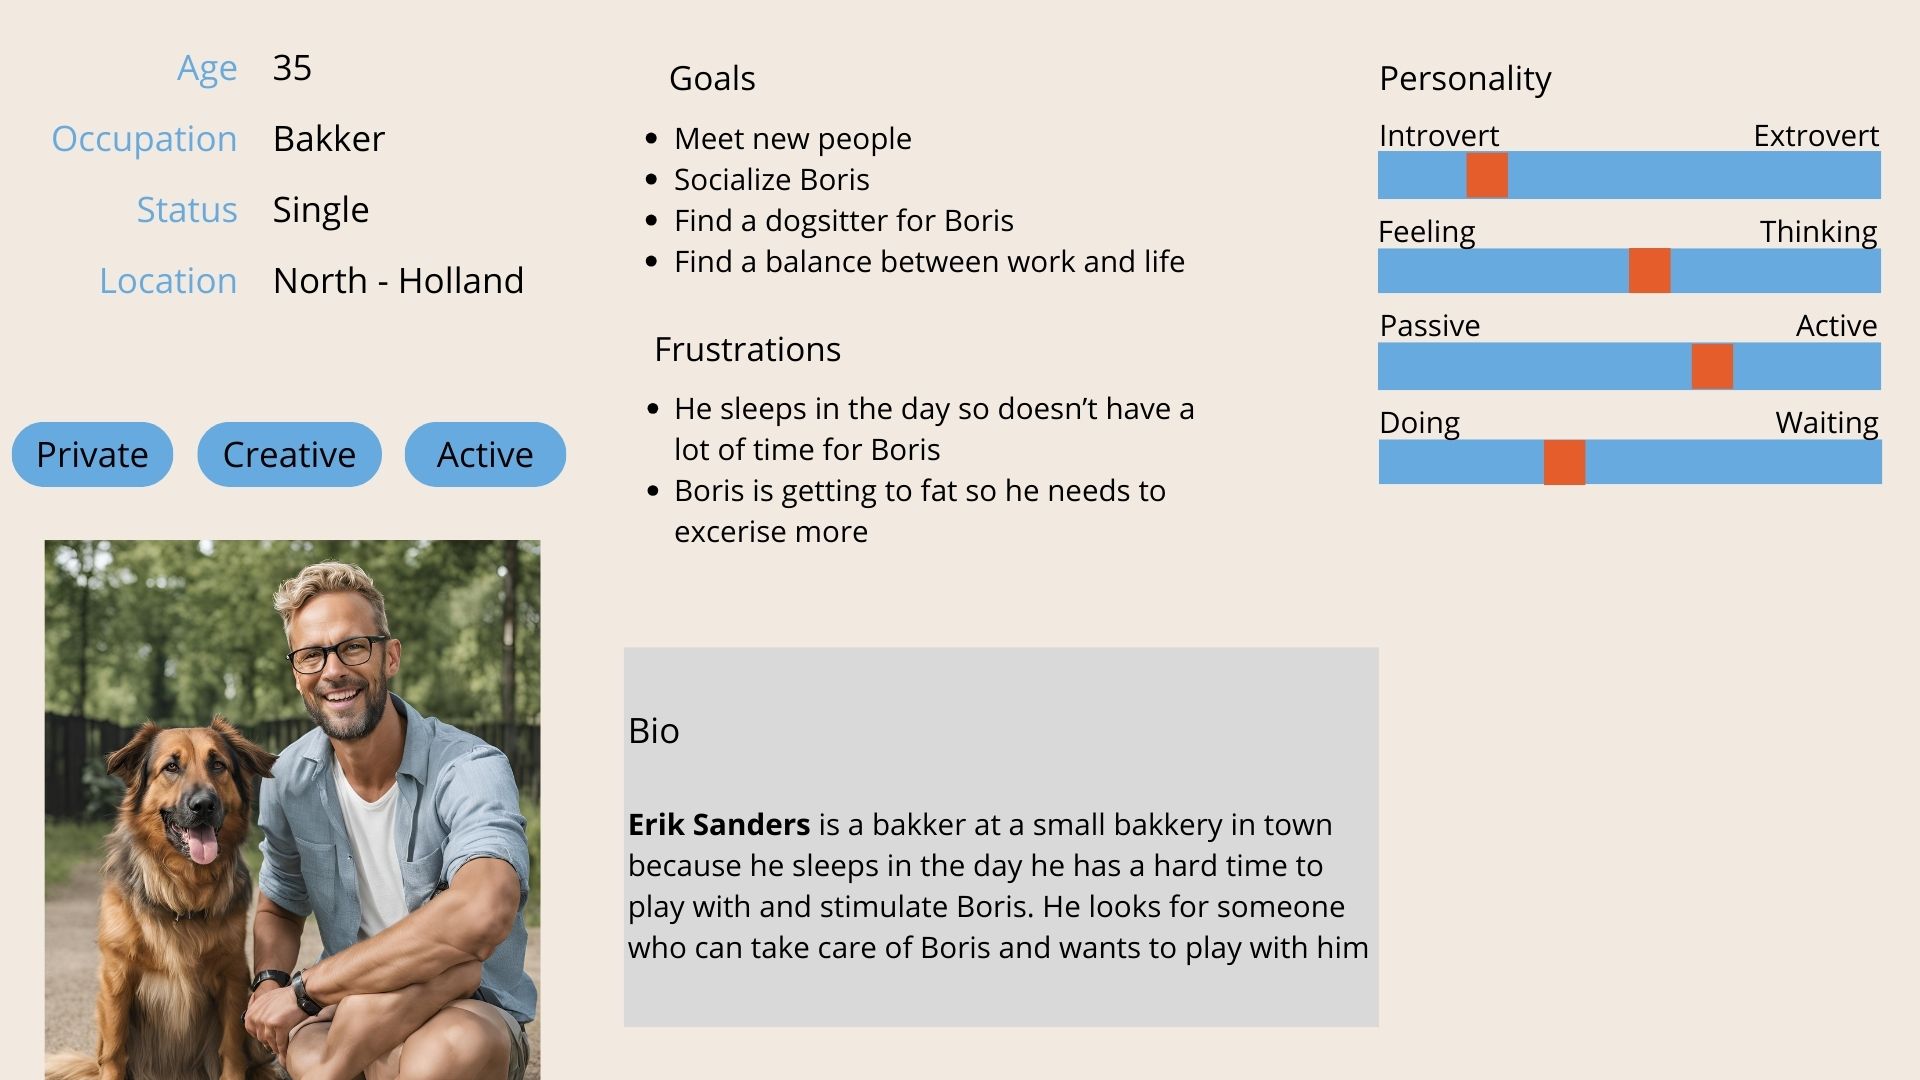 Age 35
Occupation Bakker
Status Single
Location North - Holland
Private Creative Active
Goals
• Meet new people
• Socialize Boris
• Find a dogsitter for Boris
• Find a balance between work and life
Frustrations
• He sleeps in the day so doesn’t have a
lot of time for Boris
• Boris is getting to fat so he needs to
excerise more
Bio
Erik Sanders is a bakker at a small bakkery in town
because he sleeps in the day he has a hard time to
play with and stimulate Boris. He looks for someone
who can take care of Boris and wants to play with him
Personality
Introvert Extrovert
Feeling Thinking
Passive Active
Doing Waiting